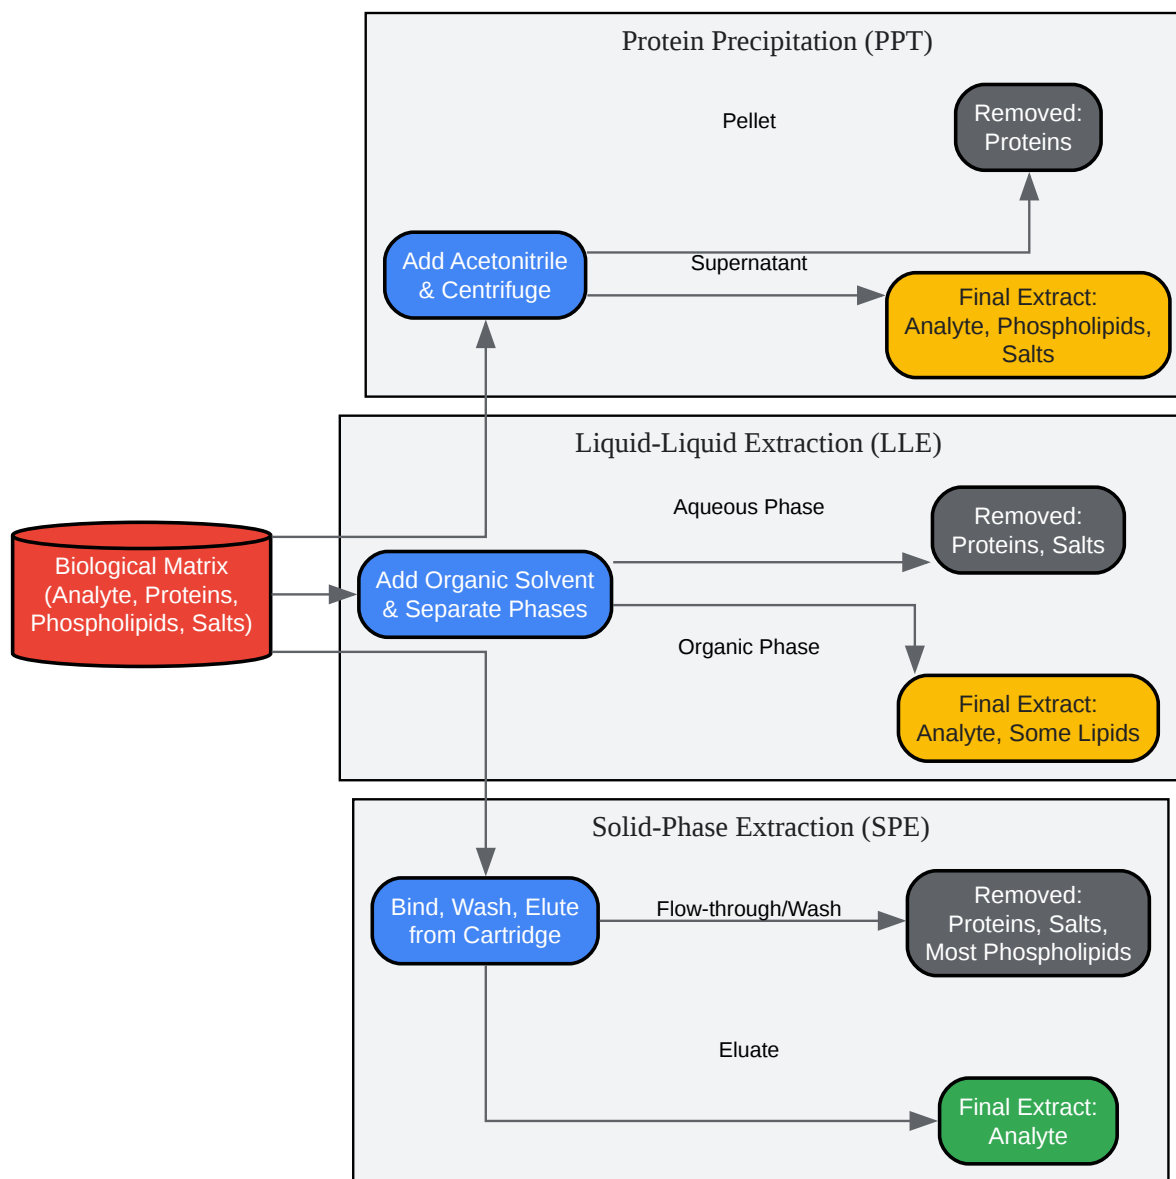 Protein Precipitation (PPT)
Pellet
Removed:
Proteins
Add Acetonitrile
& Centrifuge
Supernatant
Final Extract:
Analyte, Phospholipids,
Salts
Liquid-Liquid Extraction (LLE)
Aqueous Phase
Removed:
Proteins, Salts
Biological Matrix
(Analyte, Proteins,
Phospholipids, Salts)
Add Organic Solvent
& Separate Phases
Organic Phase
Final Extract:
Analyte, Some Lipids
Solid-Phase Extraction (SPE)
Bind, Wash, Elute
from Cartridge
Flow-through/Wash
Removed:
Proteins, Salts,
Most Phospholipids
Eluate
Final Extract:
Analyte